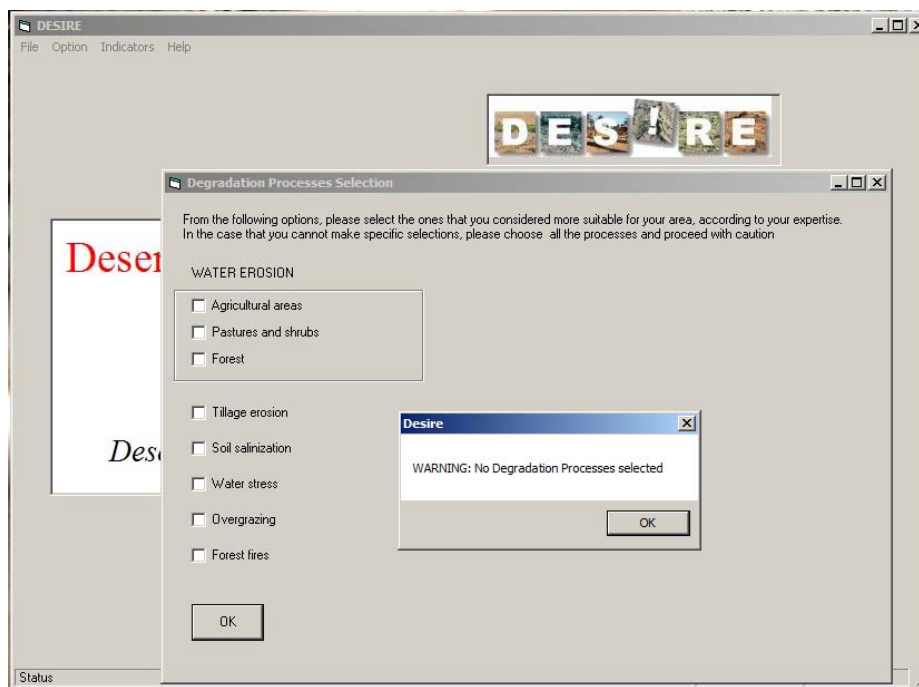 DESIRE
File Option Indicators Help
DES!RE
Degradation Processes Selection
From the following options, please select the ones that you considered more suitable for your area, according to your expertise.
In the case that you cannot make specific selections, please choose all the processes and proceed with caution
WATER EROSION
Agricultural areas
Pastures and shrubs
Forest
Tillage erosion
Soil salinization
Water stress
Overgrazing
Forest fires
OK
Desire
WARNING: No Degradation Processes selected
OK
Status